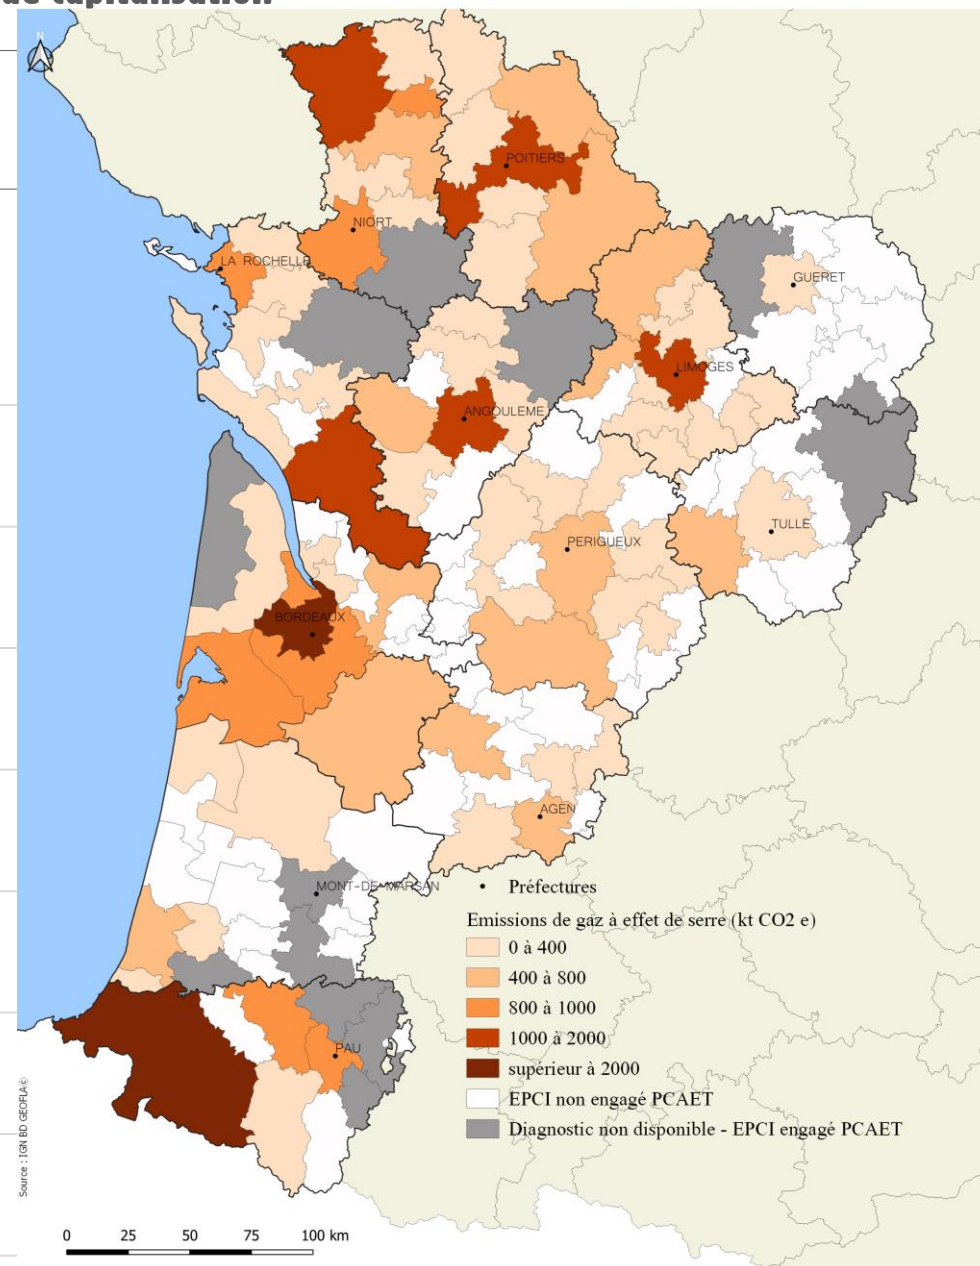 de capitalisation
N
POITIERS
NIORT
LA ROCHELLE
GUERET
LIMOGES
ANGOULEME
TULLE
PERIGUEUX
BORDEAUX
AGEN
MONT-DE-MARSAN
PAU
Préfectures
Emissions de gaz à effet de serre (kt CO2 e)
0 à 400
400 à 800
800 à 1000
1000 à 2000
supérieur à 2000
EPCI non engagé PCAET
Diagnostic non disponible - EPCI engagé PCAET
Source : IGN BD GEOFLA©
0 25 50 75 100 km